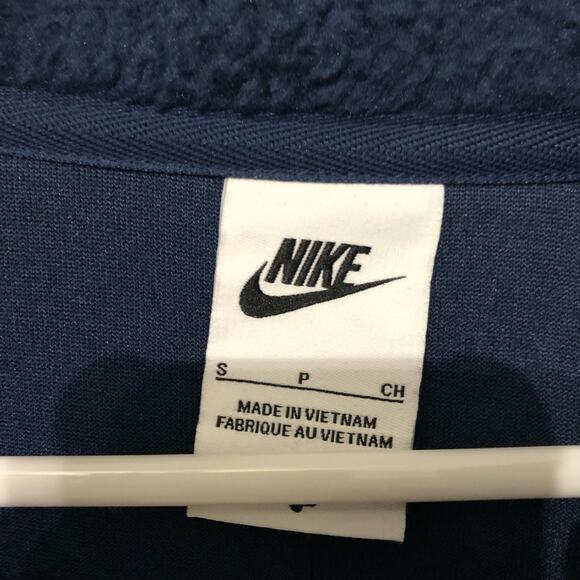 NIKE
S P CH
MADE IN VIETNAM
FABRIQUE AU VIETNAM